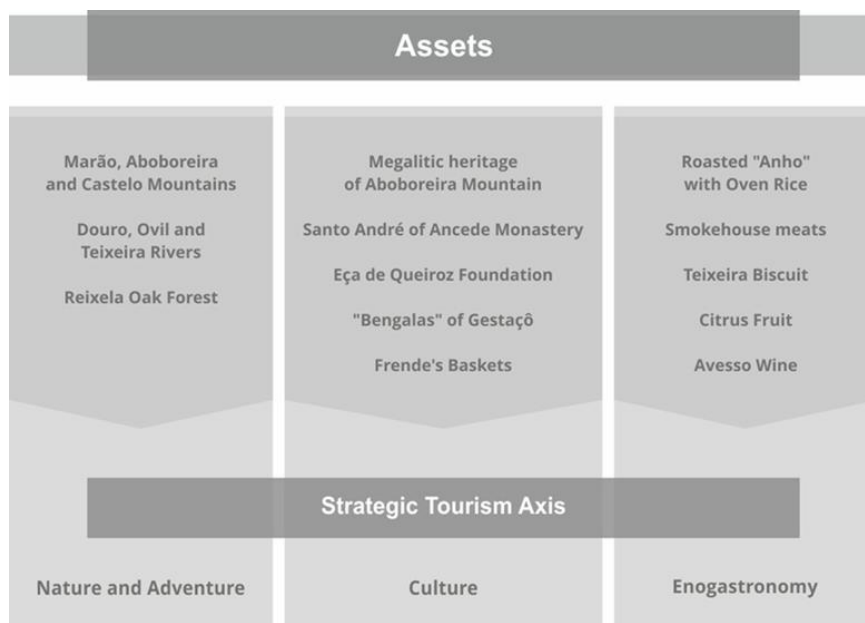 Assets
Marão, Aboboreira
and Castelo Mountains
Douro, Ovil and
Teixeira Rivers
Reixela Oak Forest
Megalitic heritage
of Aboboreira Mountain
Santo André of Ancede Monastery
Eça de Queiroz Foundation
"Bengalas" of Gestaçô
Frende's Baskets
Roasted "Anho"
with Oven Rice
Smokehouse meats
Teixeira Biscuit
Citrus Fruit
Avesso Wine
Strategic Tourism Axis
Nature and Adventure
Culture
Enogastronomy